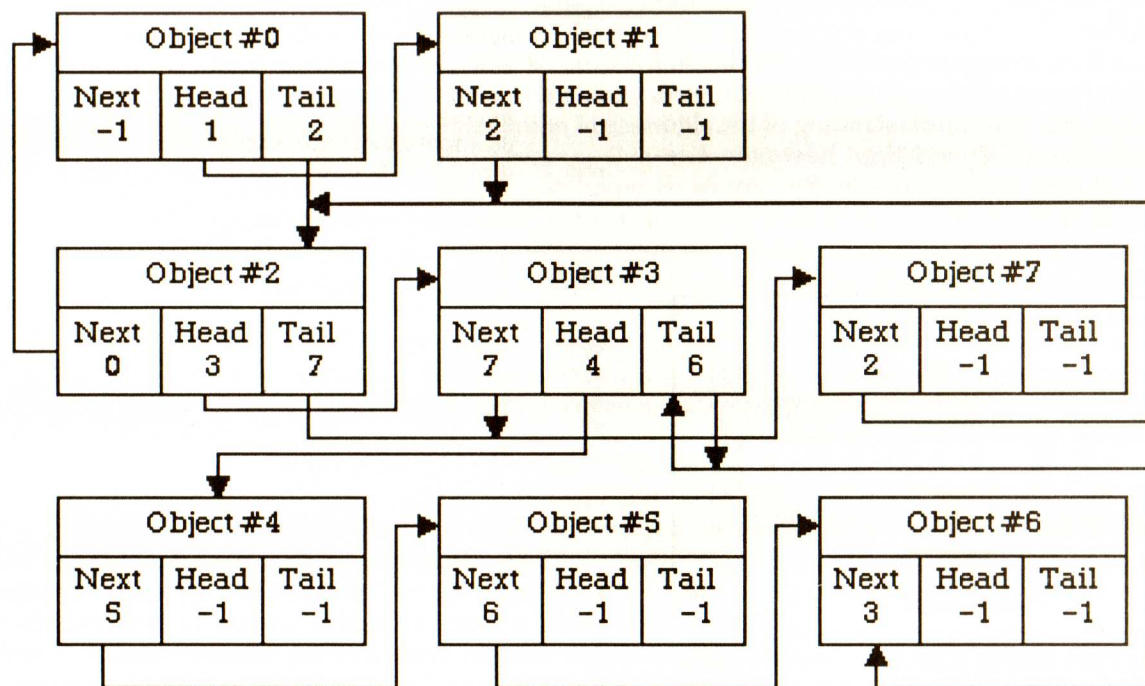 Object #0
Next Head Tail
-1 1 2
Object #1
Next Head Tail
2 -1 -1
Object #2
Next Head Tail
0 3 7
Object #3
Next Head Tail
7 4 6
Object #7
Next Head Tail
2 -1 -1
Object #4
Next Head Tail
5 -1 -1
Object #5
Next Head Tail
6 -1 -1
Object #6
Next Head Tail
3 -1 -1